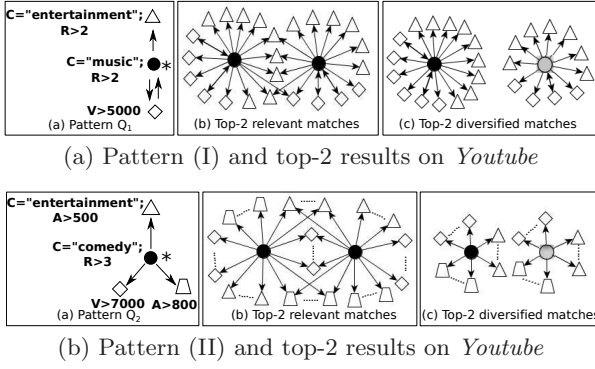 C="entertainment";
R>2
C="music";
R>2
*
V>5000
(a) Pattern Q1
(b) Top-2 relevant matches
(c) Top-2 diversified matches
(a) Pattern (I) and top-2 results on Youtube
C="entertainment";
A>500
C="comedy";
R>3
*
V>7000 A>800
(a) Pattern Q2
(b) Top-2 relevant matches
(c) Top-2 diversified matches
(b) Pattern (II) and top-2 results on Youtube